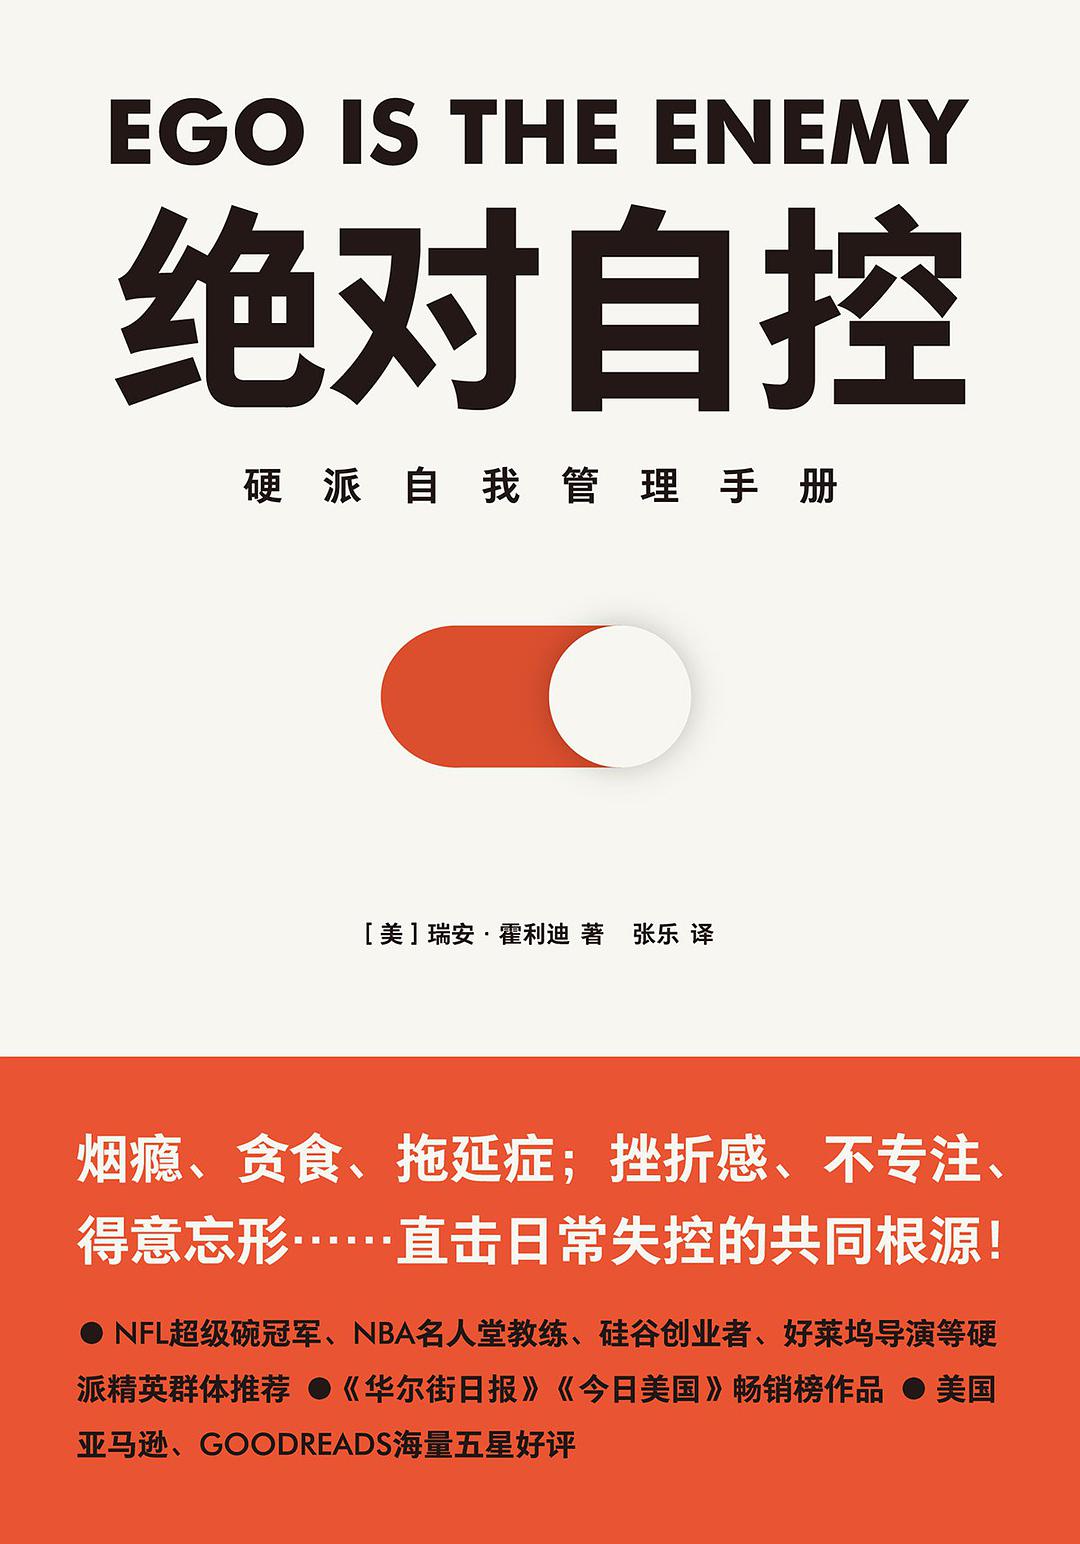 EGO IS THE ENEMY
绝对自控
硬派自我管理手册
[美]瑞安·霍利迪 著 张乐 译
烟瘾、贪食、拖延症；挫折感、不专注、
得意忘形……直击日常失控的共同根源！
● NFL超级碗冠军、NBA名人堂教练、硅谷创业者、好莱坞导演等硬
派精英群体推荐 ●《华尔街日报》《今日美国》畅销榜作品 ● 美国
亚马逊、GOODREADS海量五星好评